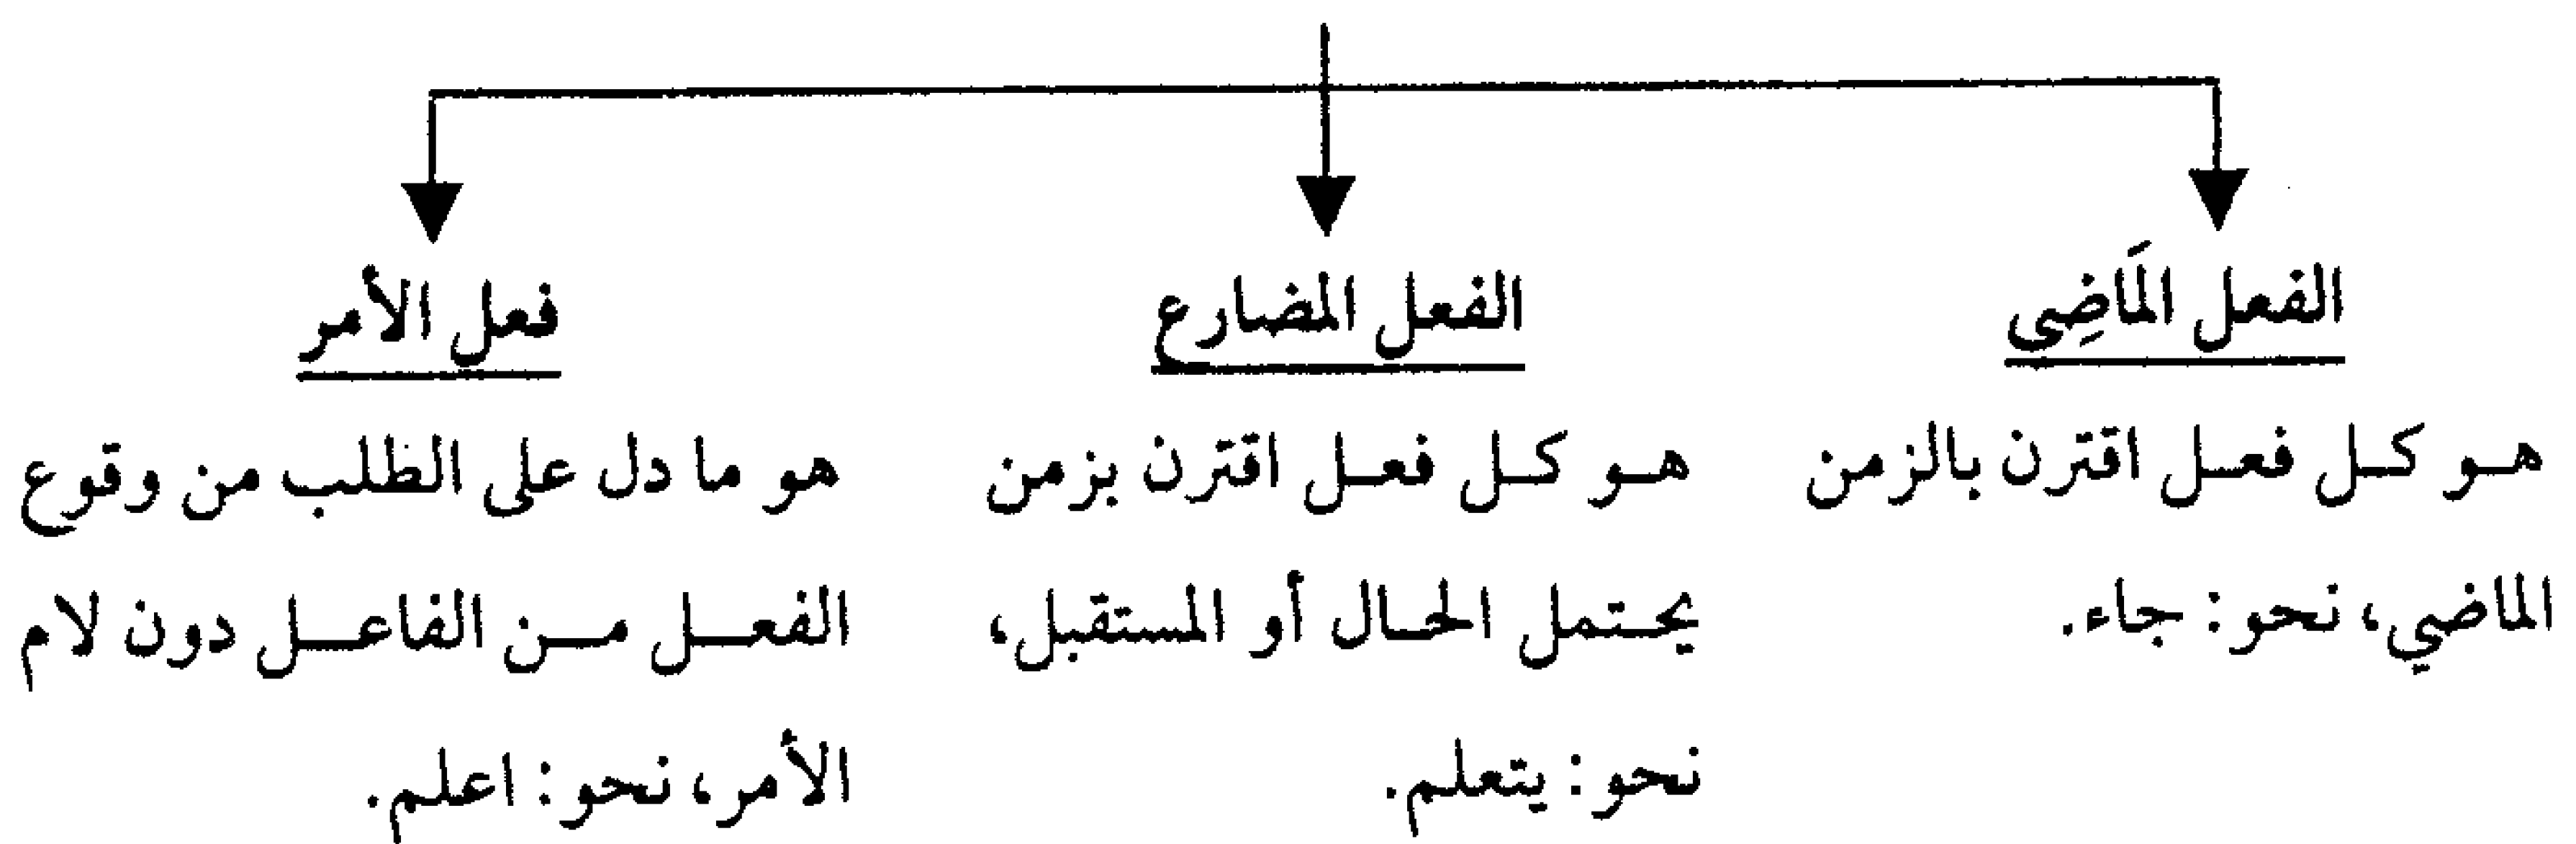 الفعل المَاضِي
هو كل فعل اقترن بالزمن
الماضي، نحو: جاء.
الفعل المضارع
هو كل فعل اقترن بزمن
يحتمل الحال أو المستقبل،
نحو: يتعلم.
فعل الأمر
هو ما دل على الطلب من وقوع
الفعل من الفاعل دون لام
الأمر، نحو: اعلم.